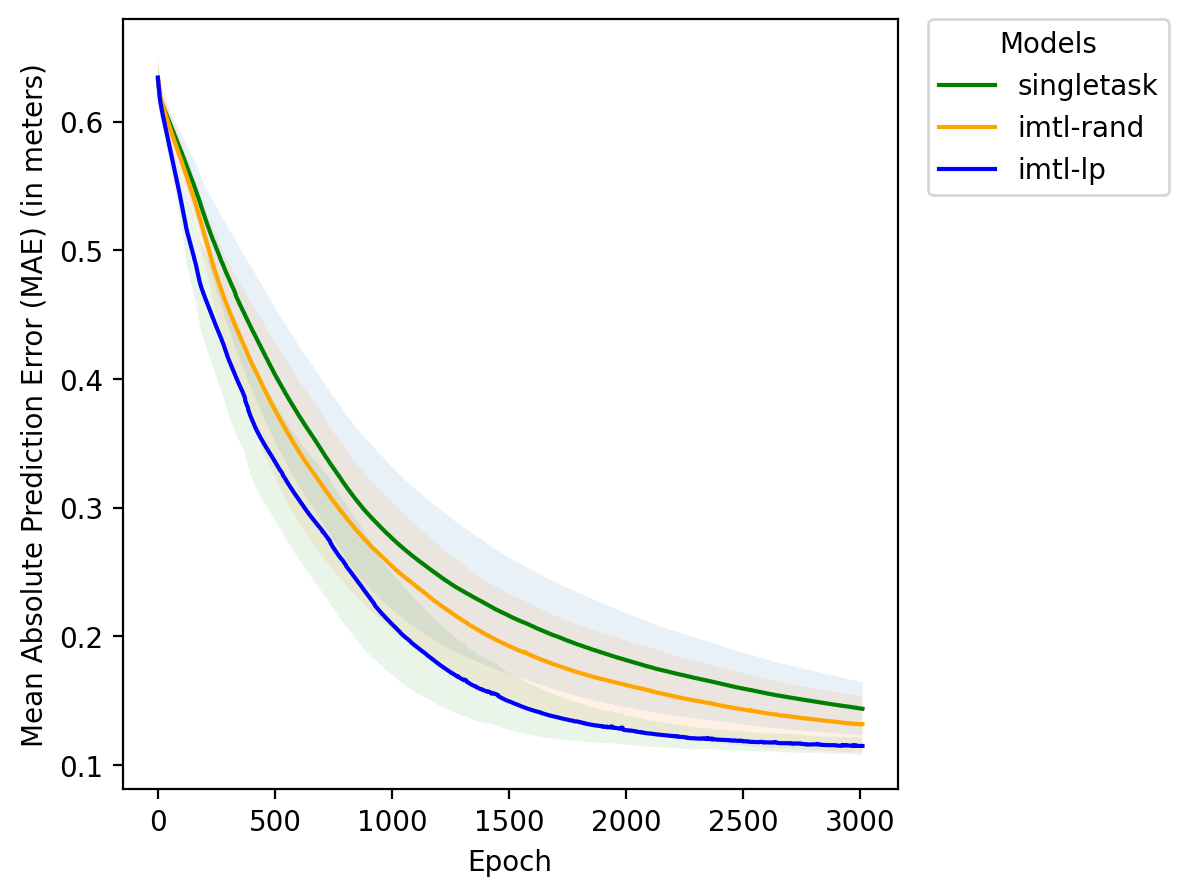 Mean Absolute Prediction Error (MAE) (in meters)
0.6
0.5
0.4
0.3
0.2
0.1
0 500 1000 1500 2000 2500 3000
Epoch
Models
singletask
imtl-rand
imtl-lp